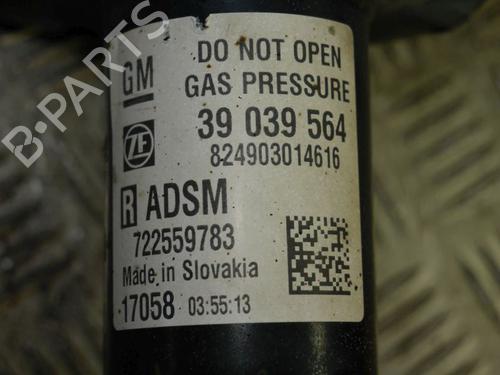 GM
DO NOT OPEN
GAS PRESSURE
ZF
39 039 564
824903014616
R ADSM
722559783
Made in Slovakia
17058 03:55:13